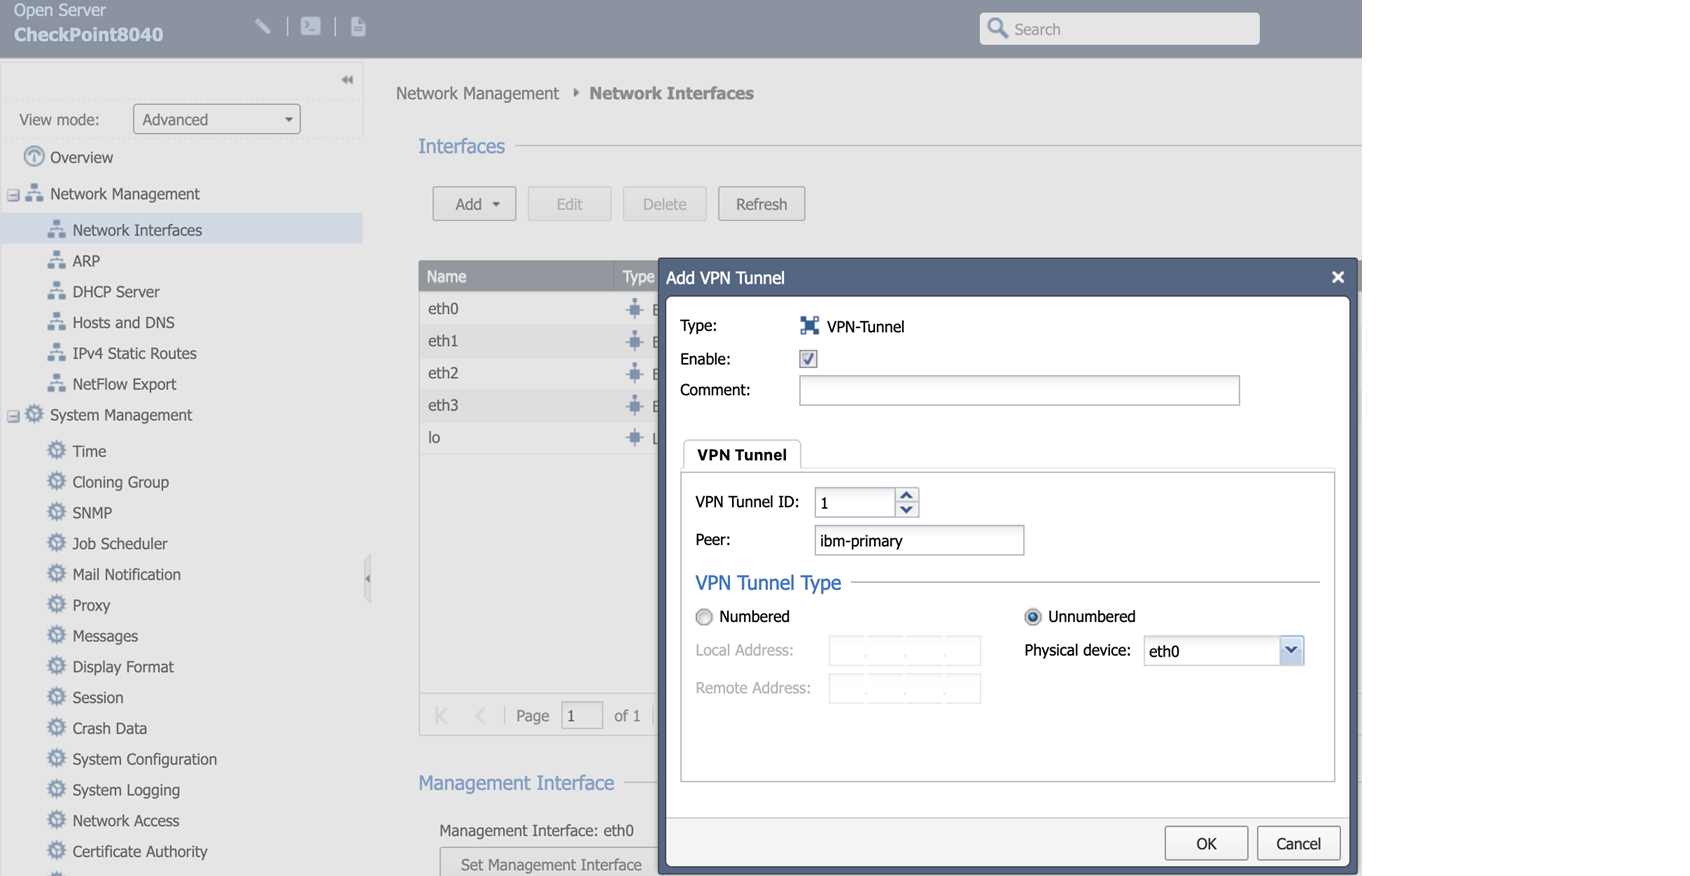 Open Server
CheckPoint8040
Search
View mode: Advanced
Overview
Network Management
Network Interfaces
ARP
DHCP Server
Hosts and DNS
IPv4 Static Routes
NetFlow Export
System Management
Time
Cloning Group
SNMP
Job Scheduler
Mail Notification
Proxy
Messages
Display Format
Session
Crash Data
System Configuration
System Logging
Network Access
Certificate Authority
Network Management Network Interfaces
Interfaces
Add Edit Delete Refresh
Name Type
eth0
eth1
eth2
eth3
lo
Page 1 of 1
Management Interface
Management Interface: eth0
Set Management Interface
Add VPN Tunnel
Type: VPN-Tunnel
Enable:
Comment:
VPN Tunnel
VPN Tunnel ID: 1
Peer: ibm-primary
VPN Tunnel Type
Numbered Unnumbered
Local Address: Physical device: eth0
Remote Address:
OK Cancel